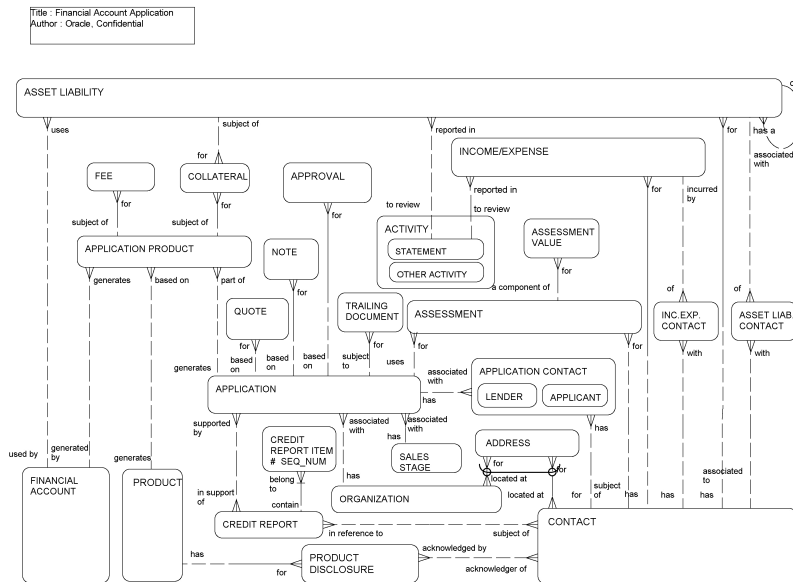 Title : Financial Account Application
Author : Oracle, Confidential
ASSET LIABILITY
uses
subject of
reported in
for
has a
associated
with
for
INCOME/EXPENSE
FEE
COLLATERAL
APPROVAL
reported in
for
incurred
by
for
for
to review
to review
subject of
subject of
for
ACTIVITY
STATEMENT
OTHER ACTIVITY
ASSESSMENT
VALUE
APPLICATION PRODUCT
NOTE
generates
based on
part of
for
for
a component of
of
of
QUOTE
TRAILING
DOCUMENT
ASSESSMENT
INC.EXP.
CONTACT
ASSET LIAB.
CONTACT
for
for
for
for
with
with
generates
based
on
based
on
based
on
subject
to
uses
APPLICATION
associated
with
has
APPLICATION CONTACT
LENDER
APPLICANT
supported
by
associated
with
associated
with
has
has
CREDIT
REPORT ITEM
# SEQ_NUM
SALES
STAGE
ADDRESS
used by
generated
by
generates
for
for
belong
to
has
located at
associated
to
FINANCIAL
ACCOUNT
PRODUCT
in support
of
contain
ORGANIZATION
located at
for
subject
of
has
has
has
CREDIT REPORT
in reference to
subject of
CONTACT
has
for
PRODUCT
DISCLOSURE
acknowledged by
acknowledger of